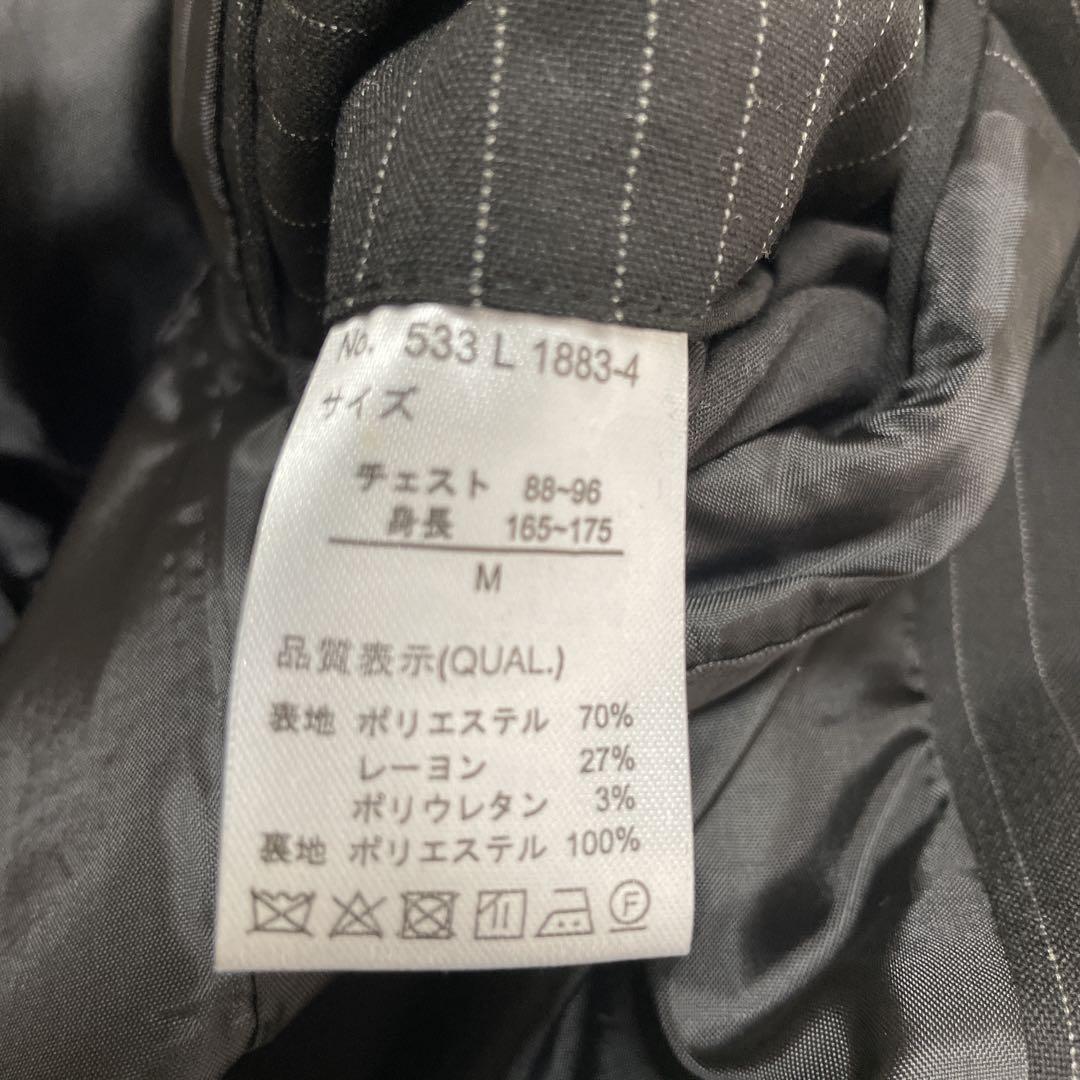 No. 533 L 1883-4
サイズ
チェスト 88~96
身長 165~175
M
品質表示(QUAL.)
表地 ポリエステル 70%
レーヨン 27%
ポリウレタン 3%
裏地 ポリエステル 100%
F